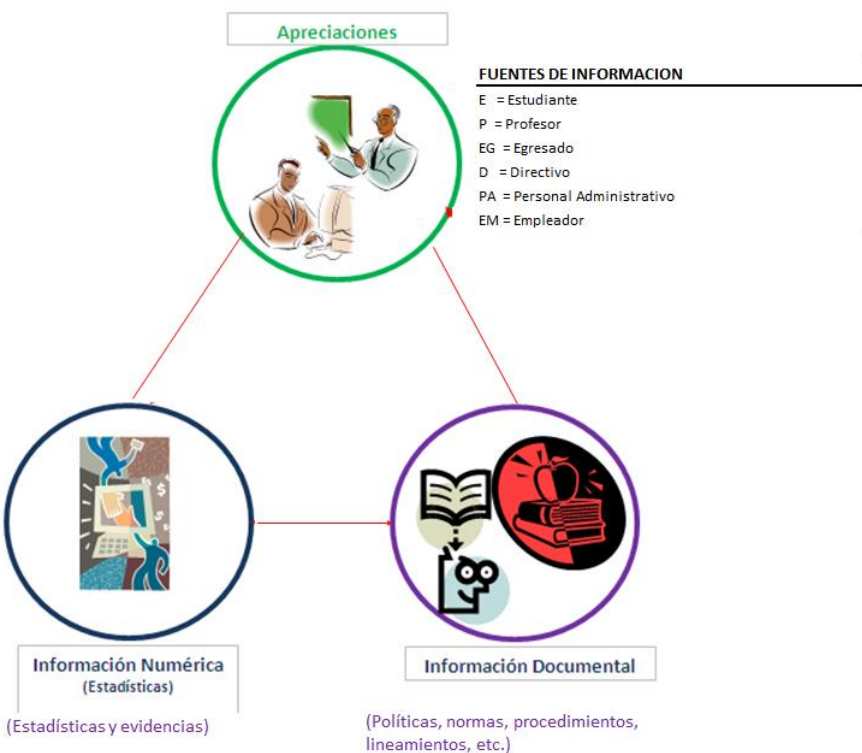 Apreciaciones
FUENTES DE INFORMACION
E = Estudiante
P = Profesor
EG = Egresado
D = Directivo
PA = Personal Administrativo
EM = Empleador
Información Numérica
(Estadísticas)
(Estadísticas y evidencias)
Información Documental
(Políticas, normas, procedimientos,
lineamientos, etc.)